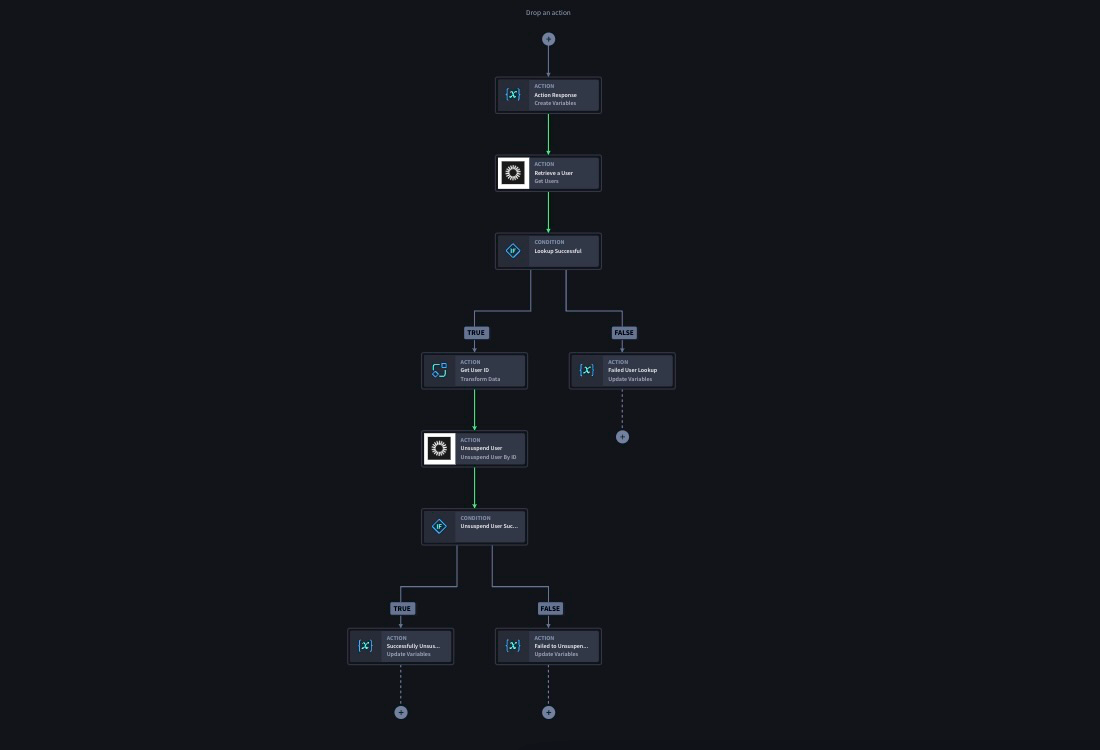 Drop an action
ACTION
Action Response
Create Variables
ACTION
Retrieve a User
Get Users
CONDITION
IF
Lookup Successful
TRUE
FALSE
ACTION
Get User ID
Transform Data
ACTION
Failed User Lookup
Update Variables
ACTION
Unsuspend User
Unsuspend User By ID
CONDITION
IF
Unsuspend User Suc...
TRUE
FALSE
ACTION
Successfully Unsus...
Update Variables
ACTION
Failed to Unsuspen...
Update Variables